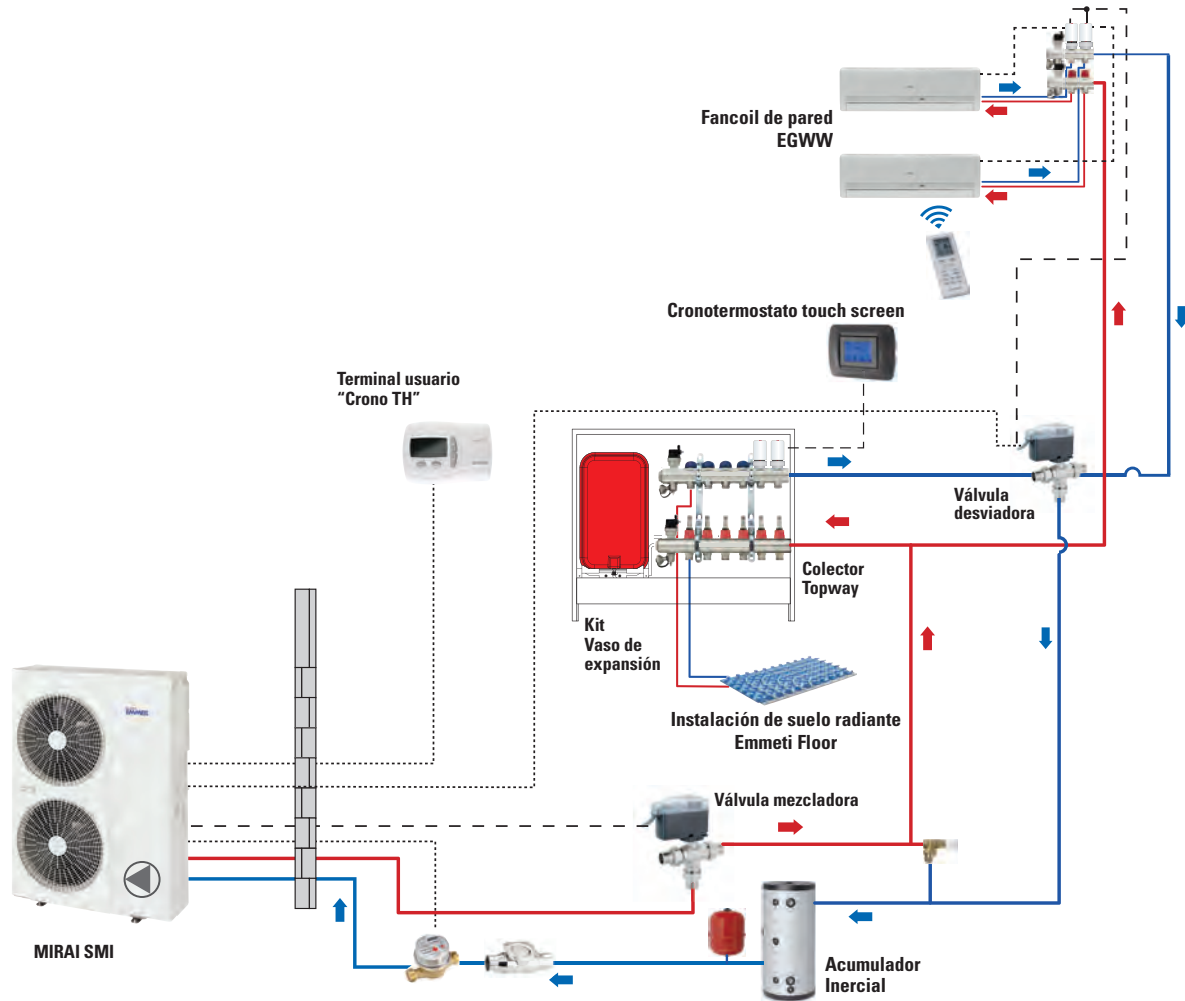 Fancoil de pared
EGWW
Cronotermostato touch screen
Terminal usuario
“Crono TH”
Válvula
desviadora
Colector
Topway
Kit
Vaso de
expansión
Instalación de suelo radiante
Emmeti Floor
Válvula mezcladora
MIRAI SMI
Acumulador
Inercial